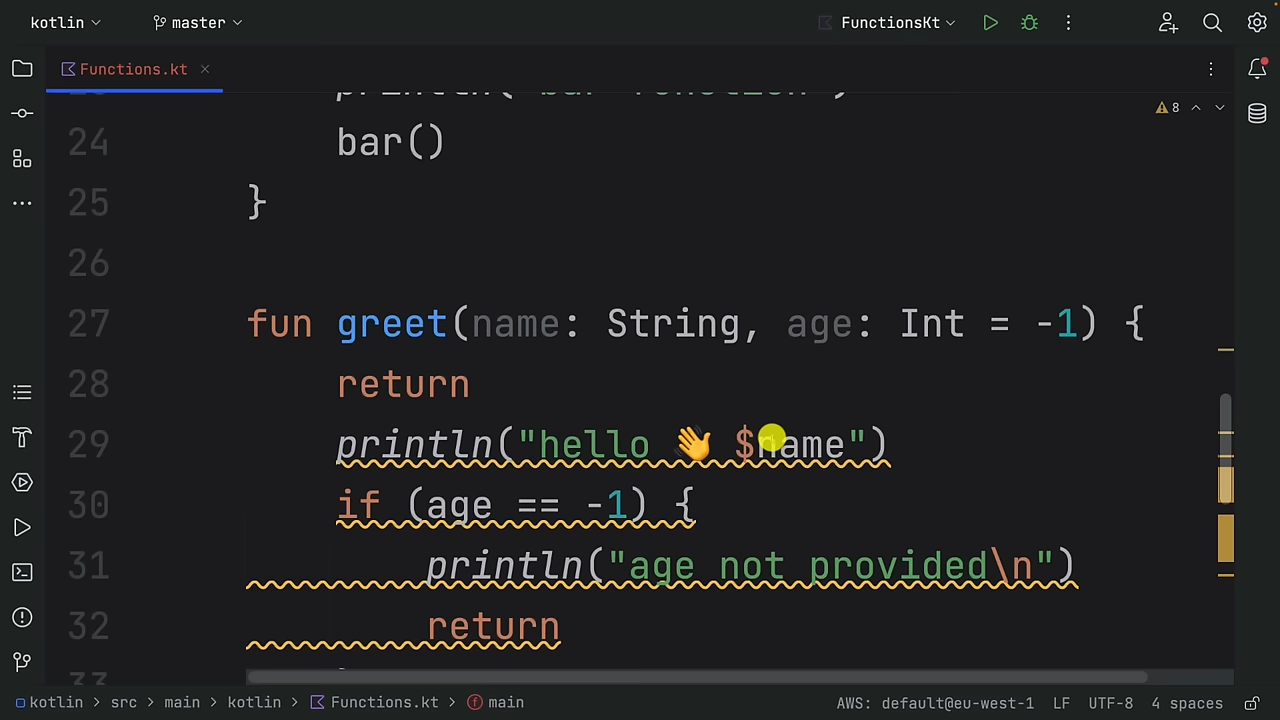 kotlin master FunctionsKt
Functions.kt
8
24 bar()
25 }
26
27 fun greet(name: String, age: Int = -1) {
28 return
29 println("hello 👋 $name")
30 if (age == -1) {
31 println("age not provided\n")
32 return
kotlin > src > main > kotlin > Functions.kt > main AWS: default@eu-west-1 LF UTF-8 4 spaces